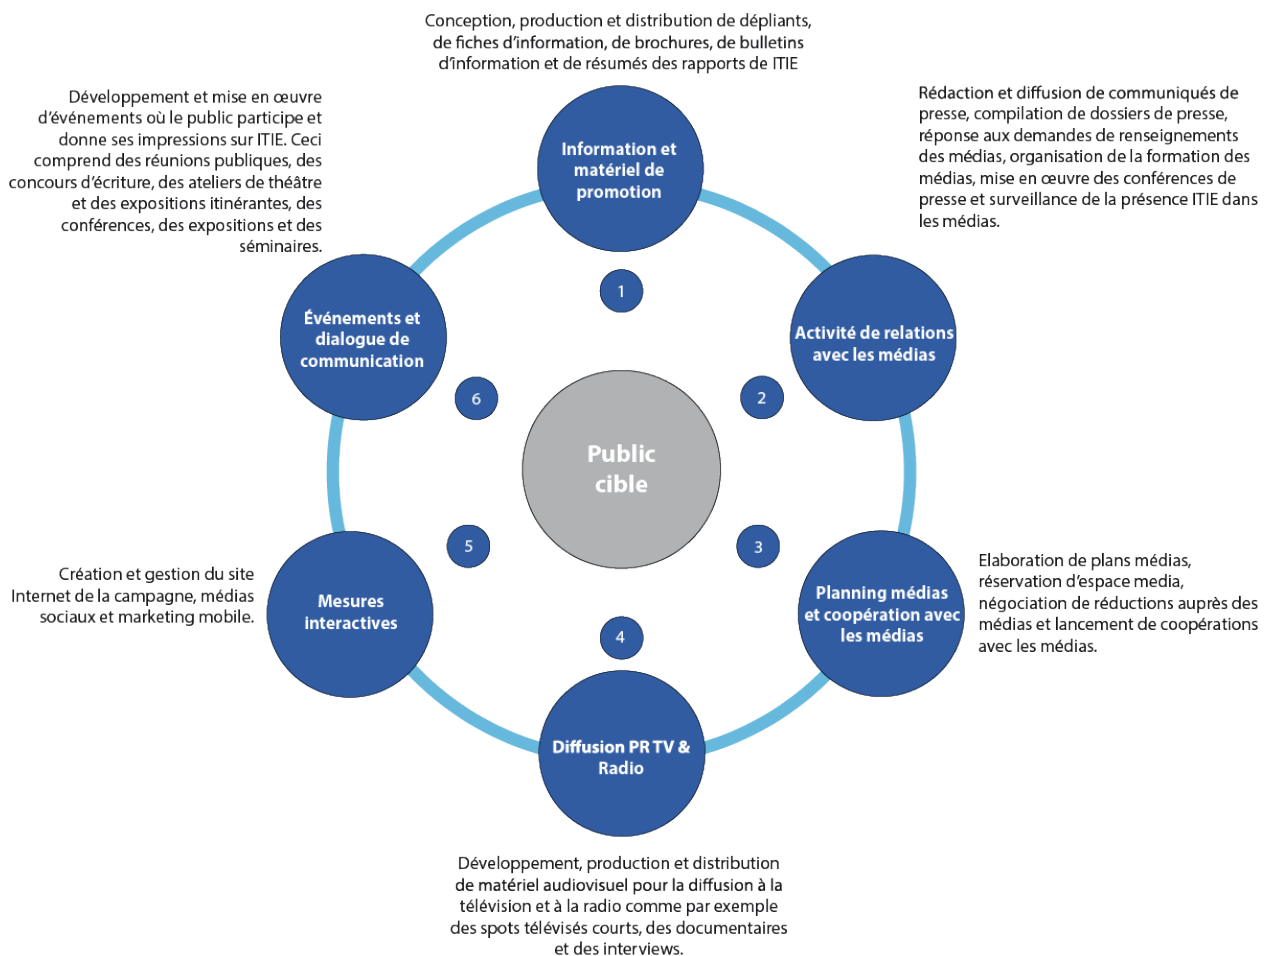 Conception, production et distribution de dépliants,
de fiches d’information, de brochures, de bulletins
d’information et de résumés des rapports de ITIE
Information et
matériel de
promotion
1
Rédaction et diffusion de communiqués de
presse, compilation de dossiers de presse,
réponse aux demandes de renseignements
des médias, organisation de la formation des
médias, mise en œuvre des conférences de
presse et surveillance de la présence ITIE dans
les médias.
Activité de relations
avec les médias
2
Elaboration de plans médias,
réservation d’espace media,
négociation de réductions auprès des
médias et lancement de coopérations
avec les médias.
Planning médias
et coopération avec
les médias
3
Diffusion PR TV &
Radio
4
Développement, production et distribution
de matériel audiovisuel pour la diffusion à la
télévision et à la radio comme par exemple
des spots télévisés courts, des documentaires
et des interviews.
Création et gestion du site
Internet de la campagne, médias
sociaux et marketing mobile.
Mesures
interactives
5
Développement et mise en œuvre
d’événements où le public participe et
donne ses impressions sur ITIE. Ceci
comprend des réunions publiques, des
concours d’écriture, des ateliers de théâtre
et des expositions itinérantes, des
conférences, des expositions et des
séminaires.
Événements et
dialogue de
communication
6
Public
cible